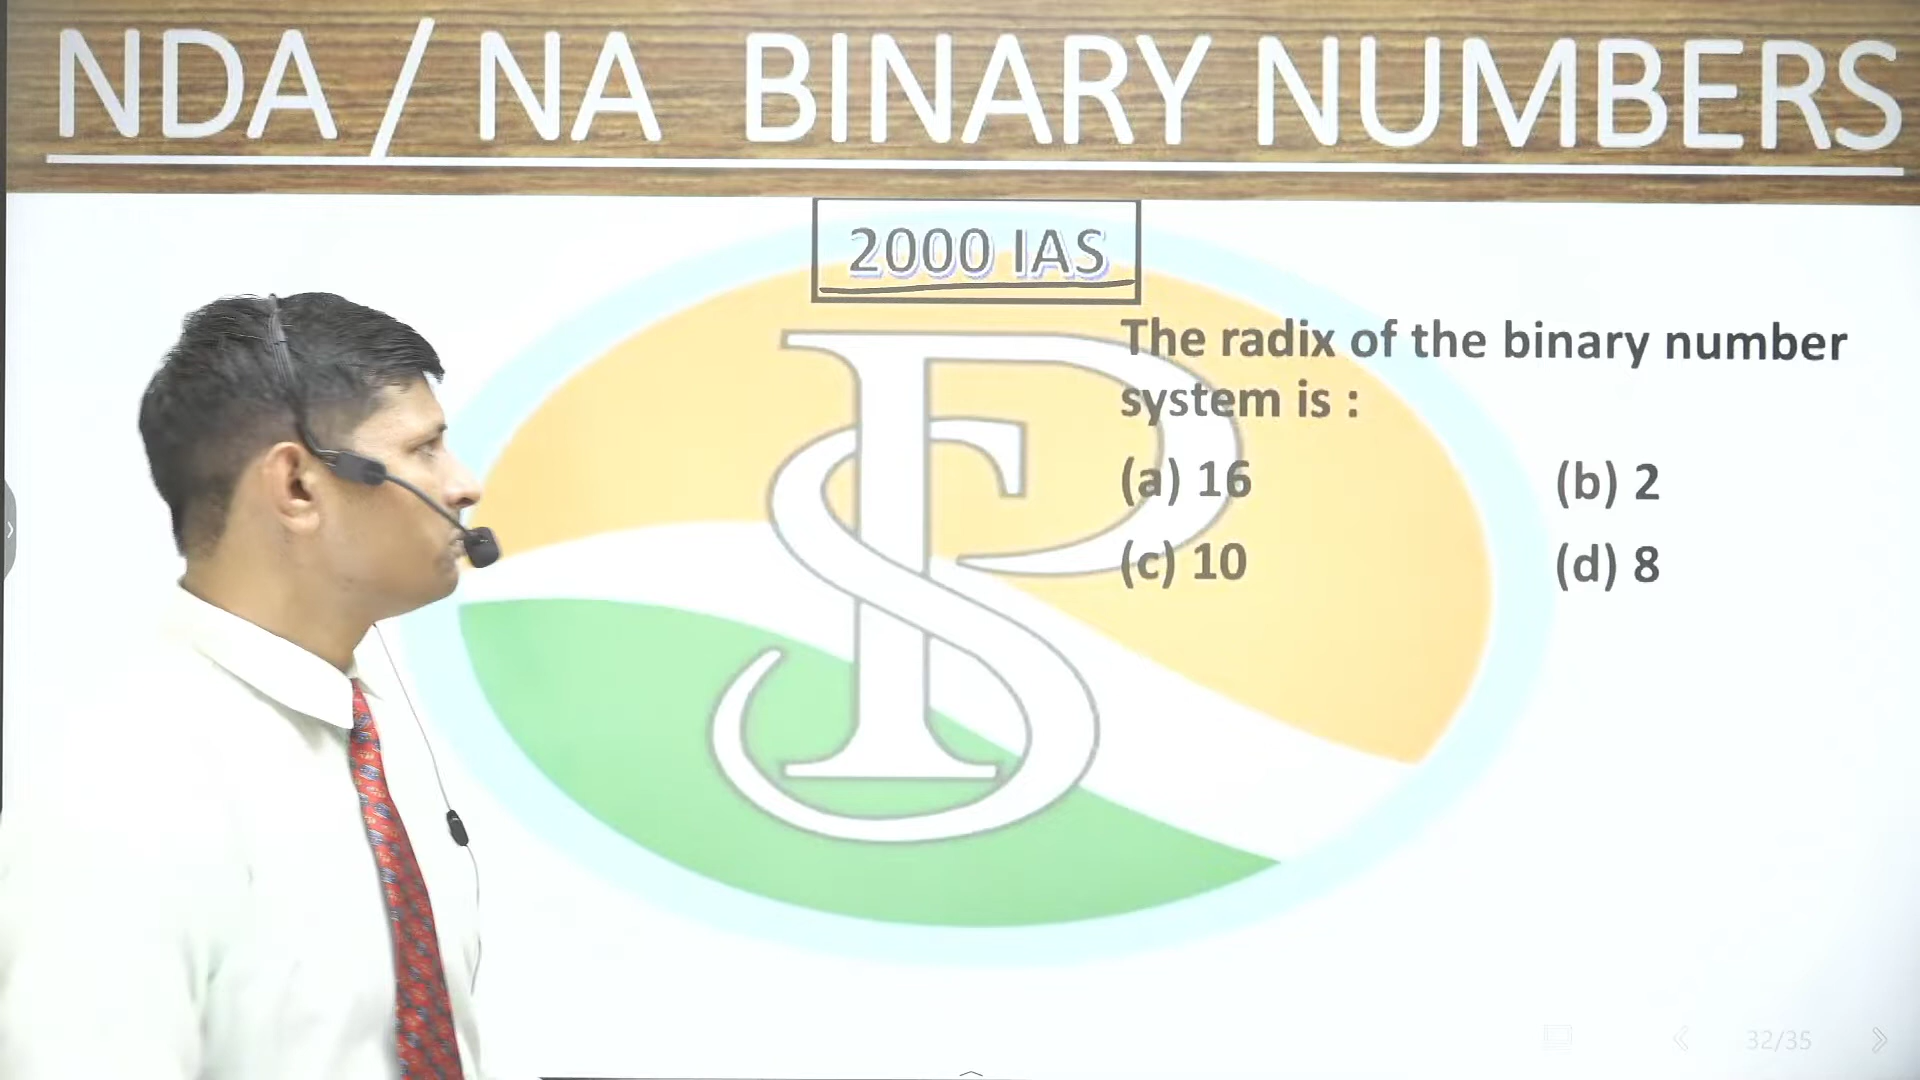 NDA / NA BINARY NUMBERS
2000 IAS
The radix of the binary number
system is :
(a) 16 (b) 2
(c) 10 (d) 8
32/35